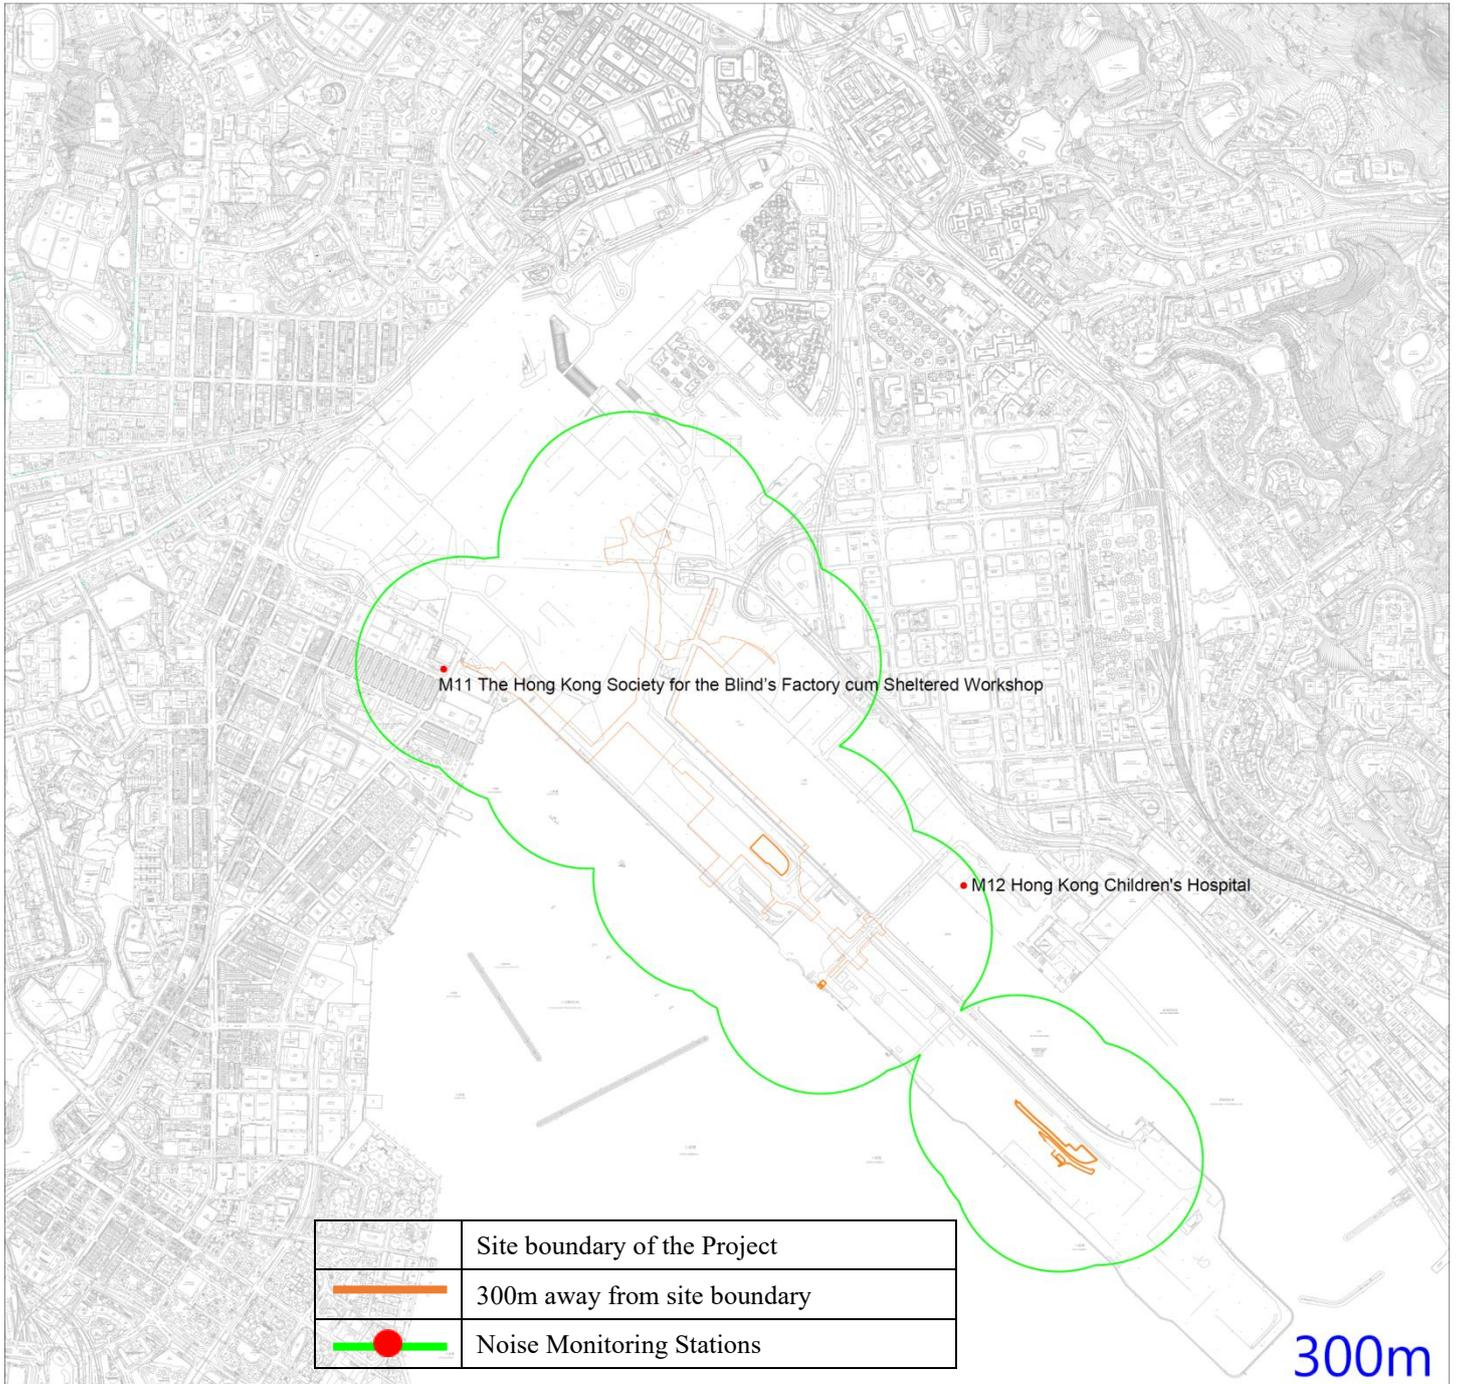 M11 The Hong Kong Society for the Blind's Factory cum Sheltered Workshop
M12 Hong Kong Children's Hospital
Site boundary of the Project
300m away from site boundary
Noise Monitoring Stations
300m